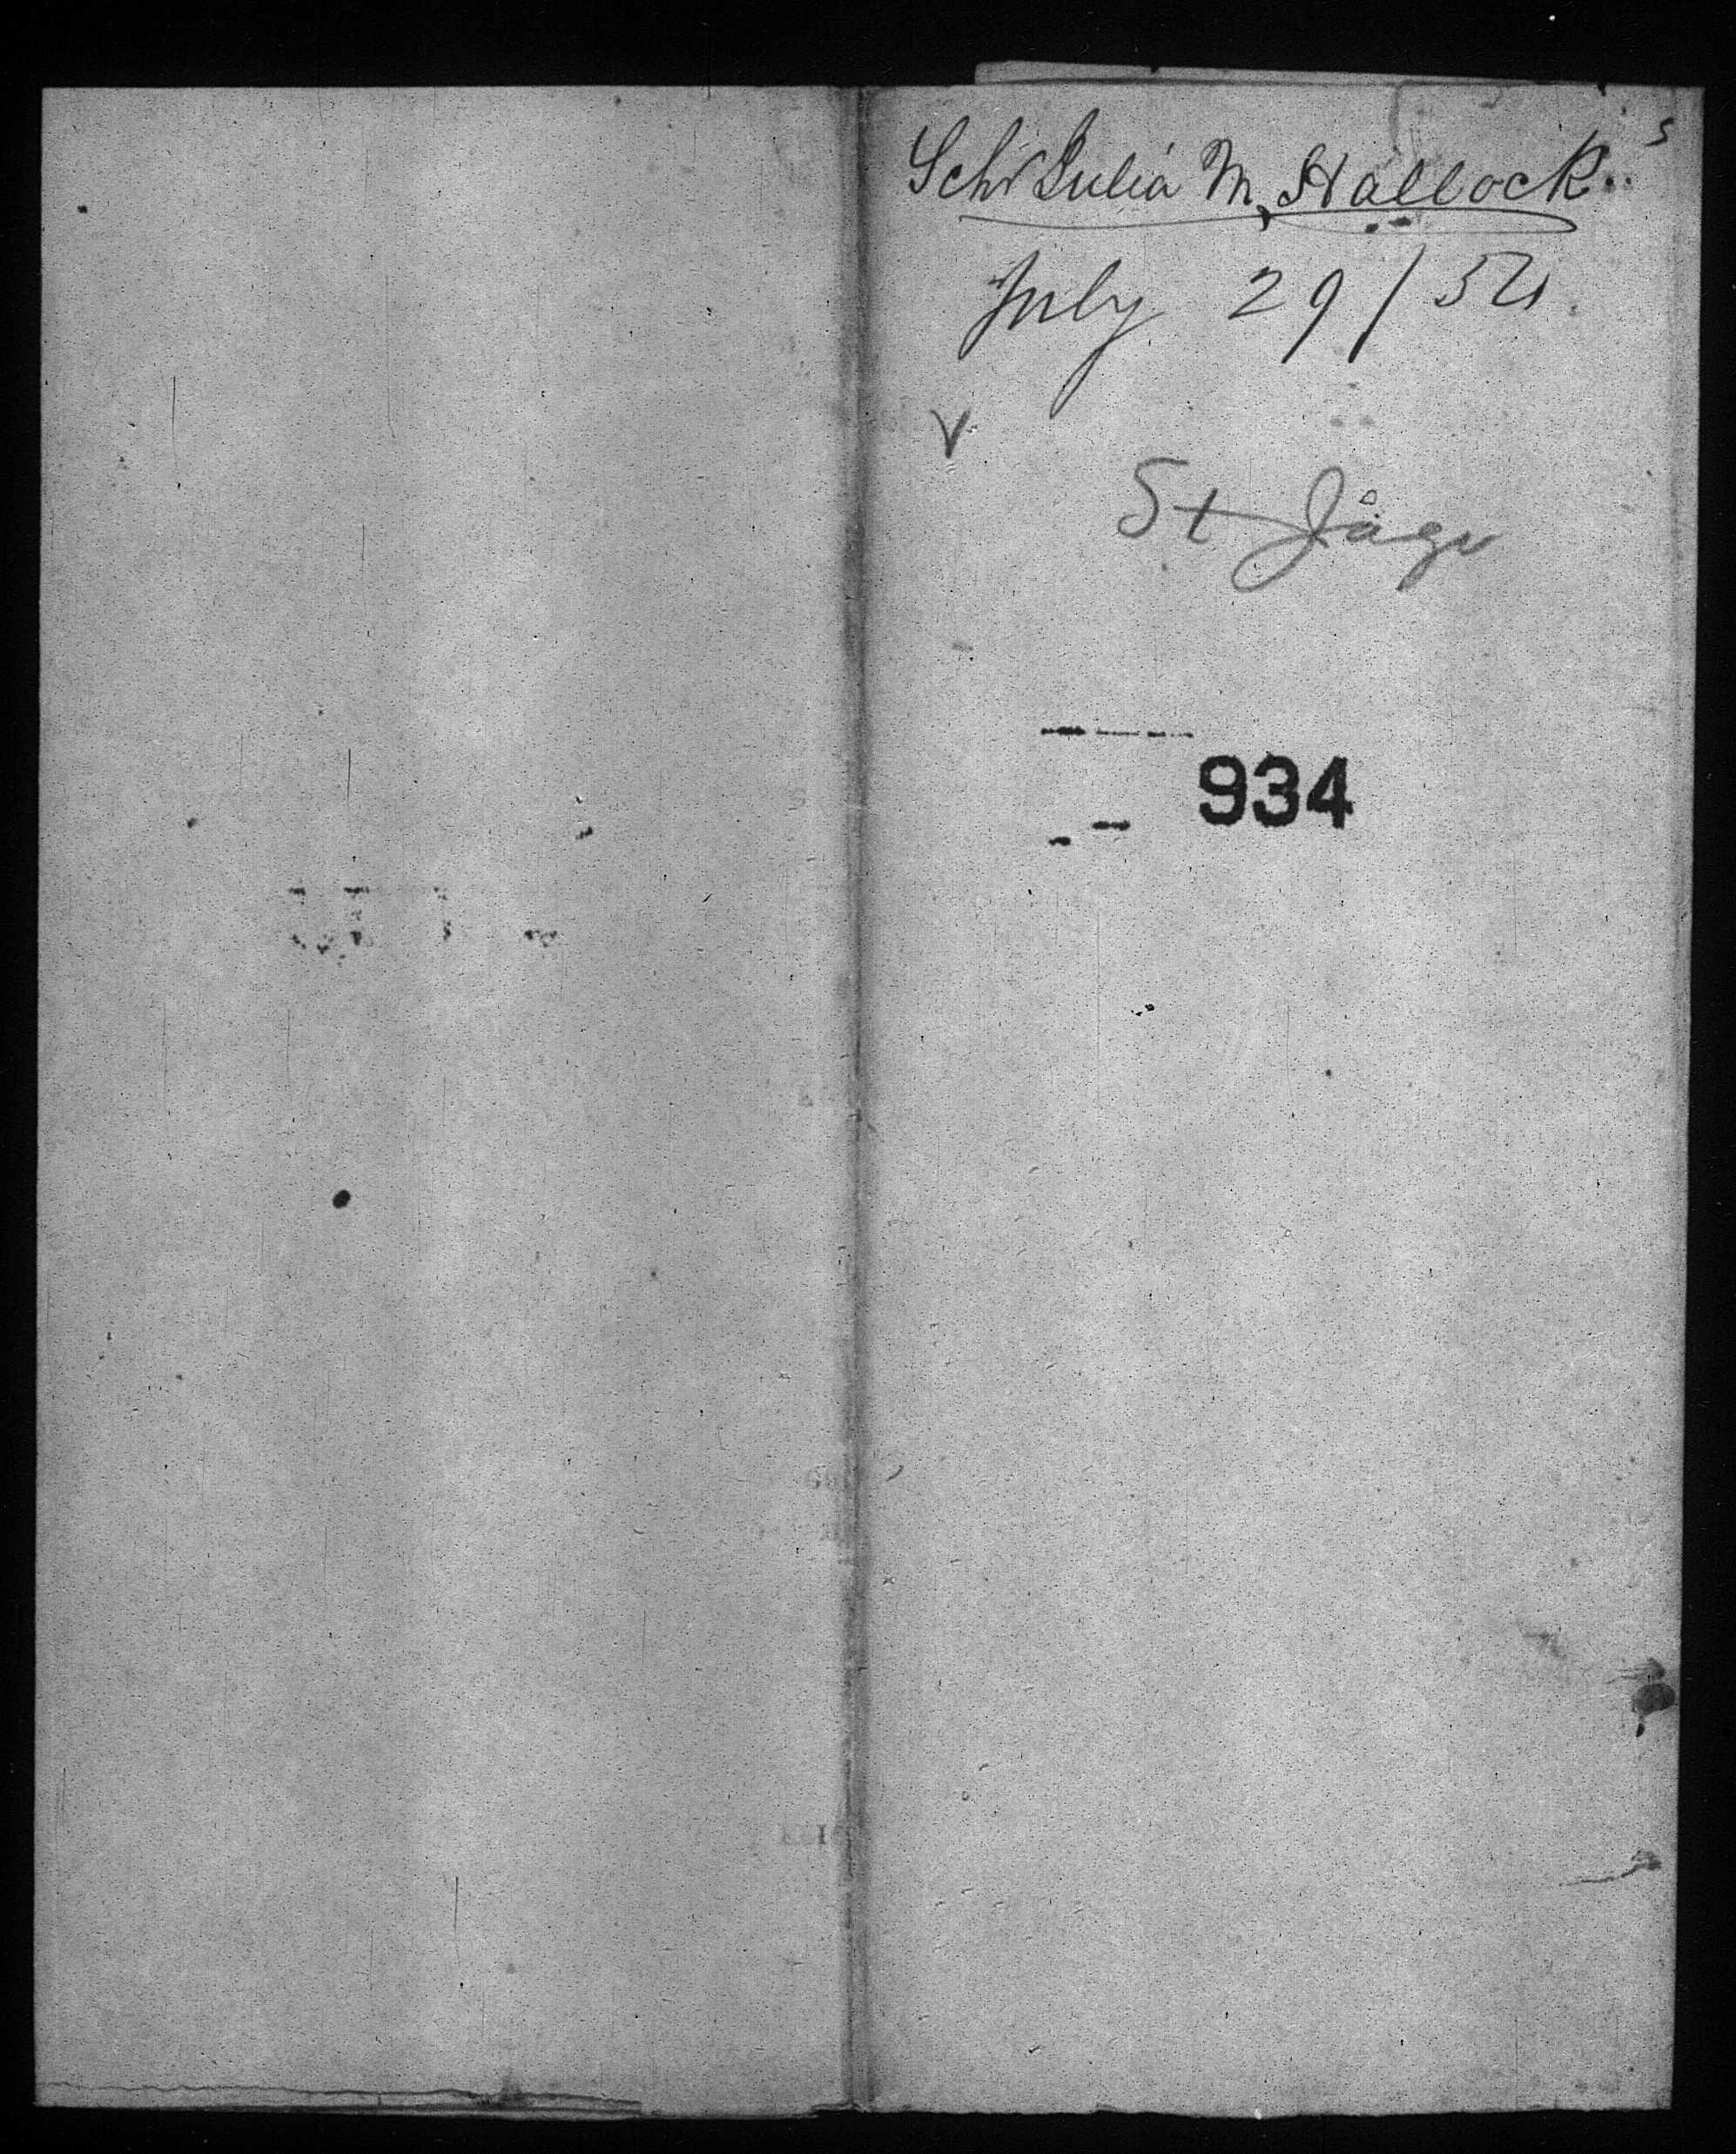 Schr Julia M. Hallock.
July 29/54.
St Jago
934